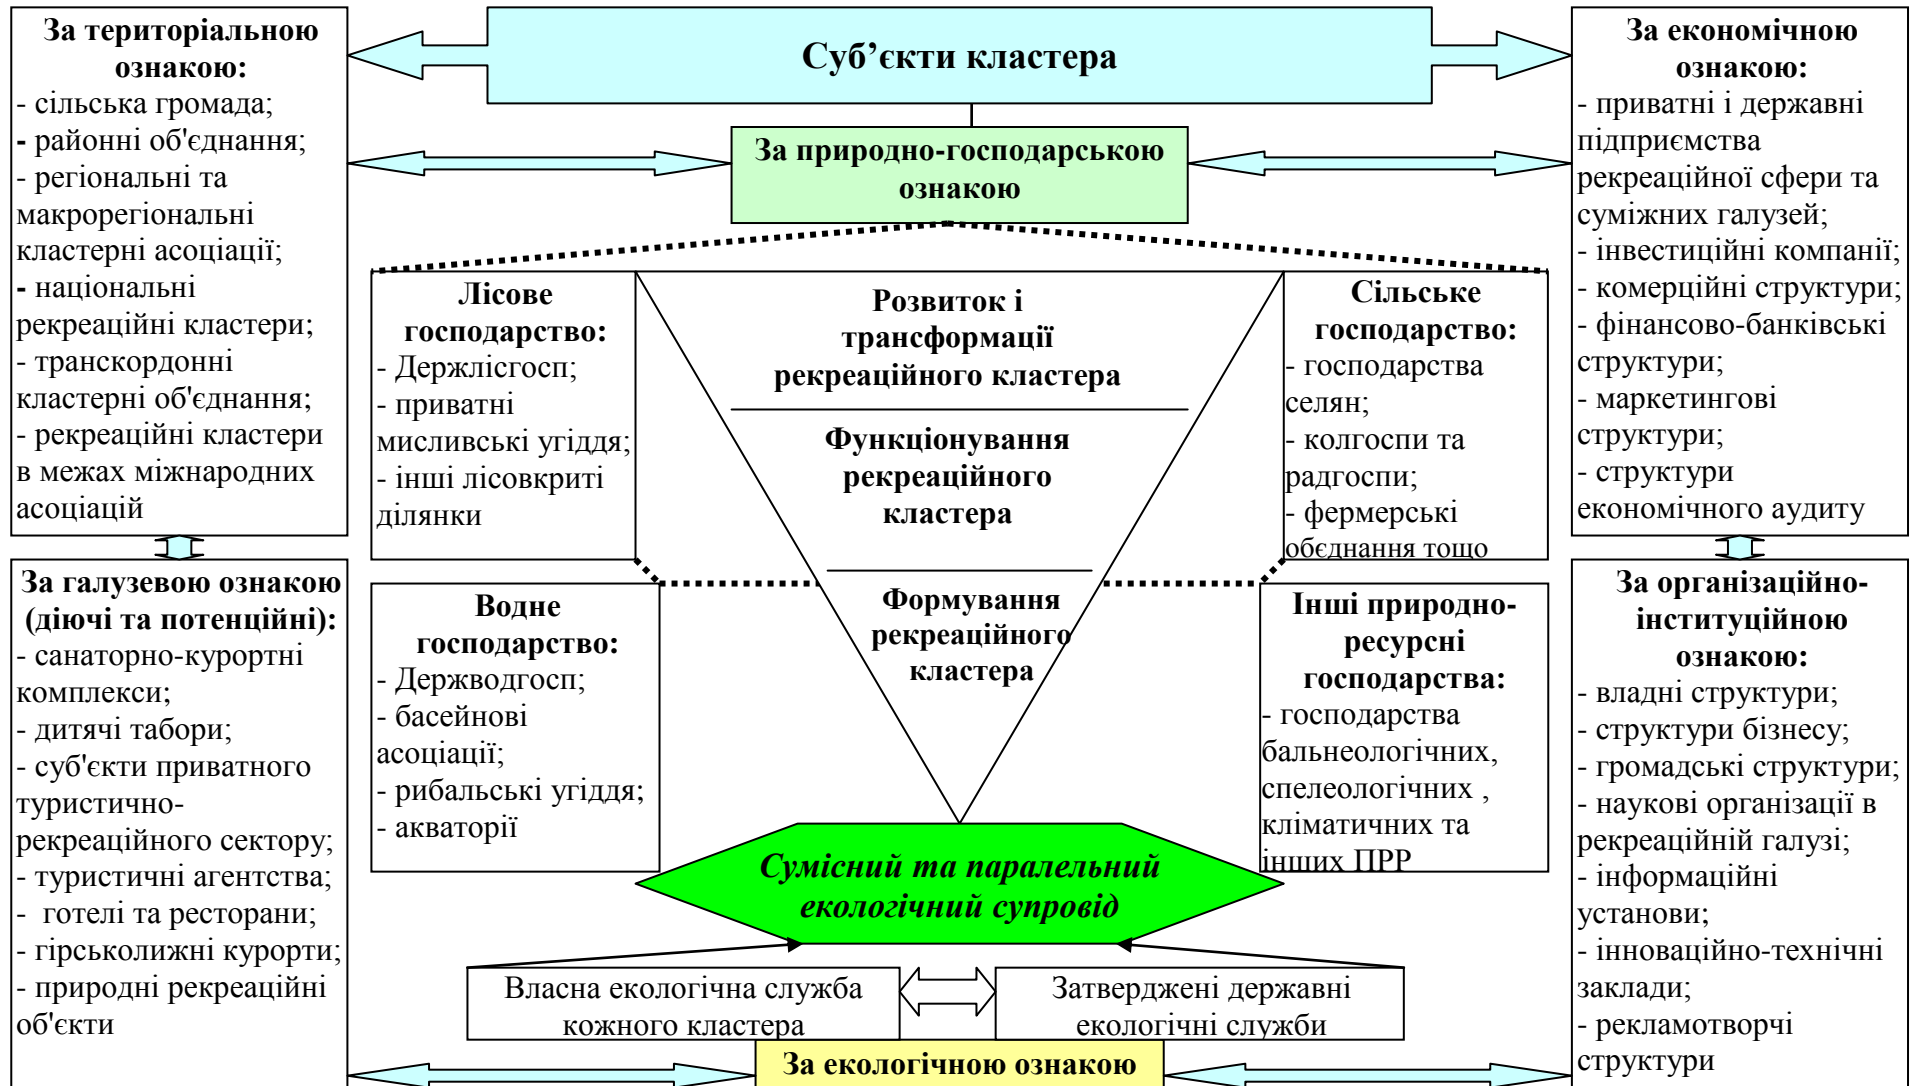 За територіальною
ознакою:
- сільська громада;
- районні об'єднання;
- регіональні та
макрорегіональні
кластерні асоціації;
- національні
рекреаційні кластери;
- транскордонні
кластерні об'єднання;
- рекреаційні кластери
в межах міжнародних
асоціацій
Суб’єкти кластера
За природно-господарською
ознакою
За економічною
ознакою:
- приватні і державні
підприємства
рекреаційної сфери та
суміжних галузей;
- інвестиційні компанії;
- комерційні структури;
- фінансово-банківські
структури;
- маркетингові
структури;
- структури
економічного аудиту
Лісове
господарство:
- Держлісгосп;
- приватні
мисливські угіддя;
- інші лісовкриті
ділянки
Розвиток і
трансформації
рекреаційного кластера
Функціонування
рекреаційного
кластера
Формування
рекреаційного
кластера
Сільське
господарство:
- господарства
селян;
- колгоспи та
радгоспи;
- фермерські
обєднання тощо
За галузевою ознакою
(діючі та потенційні):
- санаторно-курортні
комплекси;
- дитячі табори;
- суб'єкти приватного
туристично-
рекреаційного сектору;
- туристичні агентства;
- готелі та ресторани;
- гірськолижні курорти;
- природні рекреаційні
об'єкти
Водне
господарство:
- Держводгосп;
- басейнові
асоціації;
- рибальські угіддя;
- акваторії
Інші природно-
ресурсні
господарства:
- господарства
бальнеологічних,
спелеологічних ,
кліматичних та
інших ПРР
За організаційно-
інституційною
ознакою:
- владні структури;
- структури бізнесу;
- громадські структури;
- наукові організації в
рекреаційній галузі;
- інформаційні
установи;
- інноваційно-технічні
заклади;
- рекламотворчі
структури
Сумісний та паралельний
екологічний супровід
Власна екологічна служба
кожного кластера
Затверджені державні
екологічні служби
За екологічною ознакою